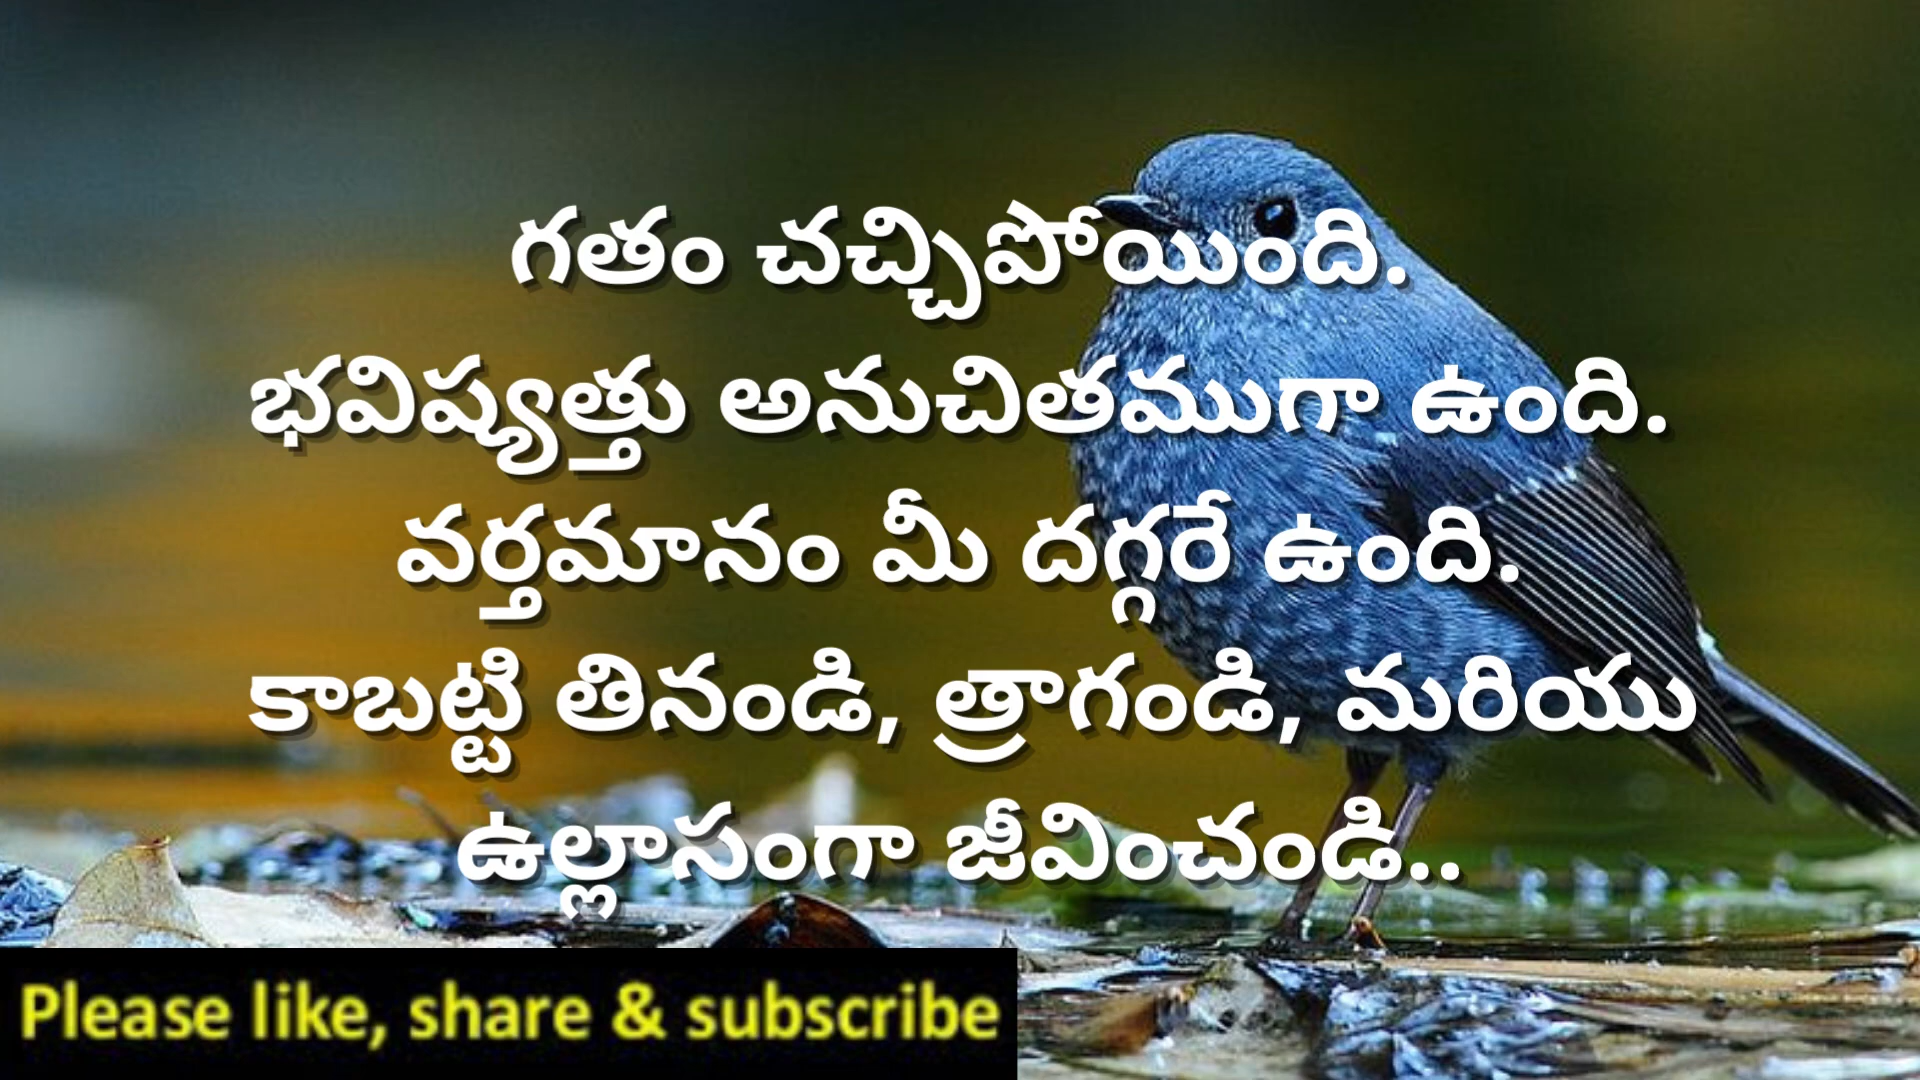 గతం చచ్చిపోయింది.
భవిష్యత్తు అనుచితముగా ఉంది.
వర్తమానం మీ దగ్గరే ఉంది.
కాబట్టి తినండి, త్రాగండి, మరియు
ఉల్లాసంగా జీవించండి..
Please like, share & subscribe